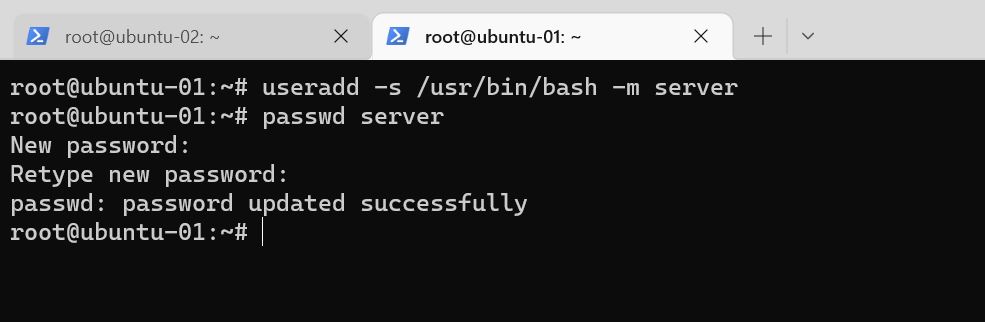 root@ubuntu-02: ~
root@ubuntu-01: ~
root@ubuntu-01:~# useradd -s /usr/bin/bash -m server
root@ubuntu-01:~# passwd server
New password:
Retype new password:
passwd: password updated successfully
root@ubuntu-01:~#